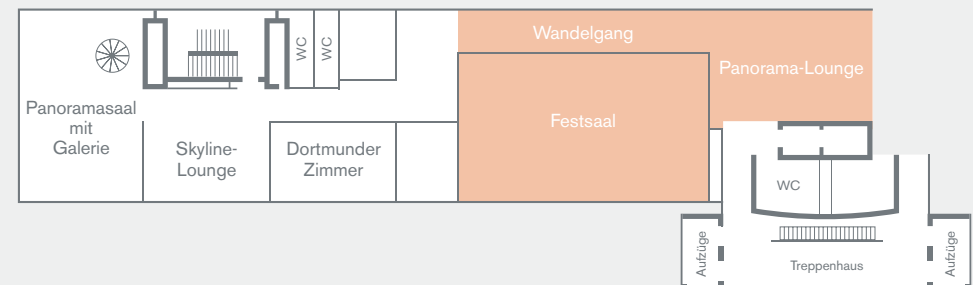 WC
WC
Wandelgang
Panorama-Lounge
Panoramasaal
mit
Galerie
Skyline-
Lounge
Dortmunder
Zimmer
Festsaal
WC
Aufzüge
Treppenhaus
Aufzüge